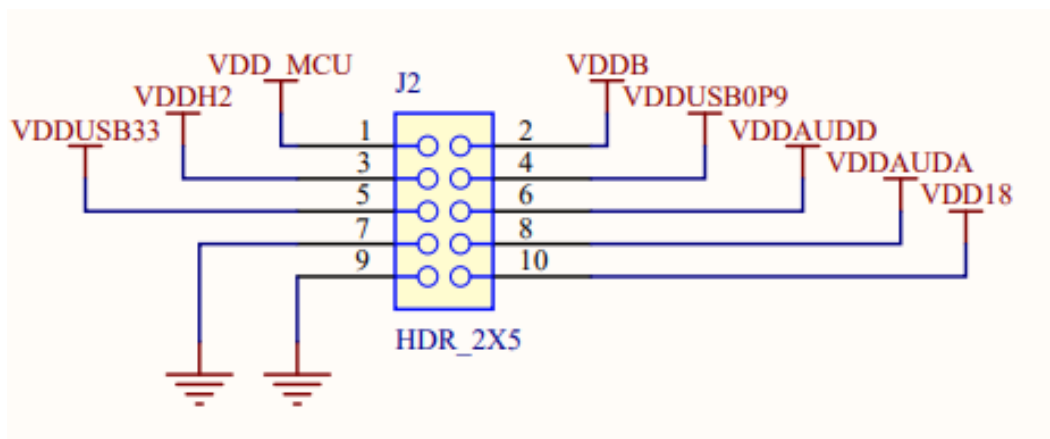 VDD_MCU
J2
VDDB
VDDH2
VDDUSB0P9
VDDUSB33
VDDAUDD
VDDAUDA
VDD18
1 2
3 4
5 6
7 8
9 10
HDR_2X5